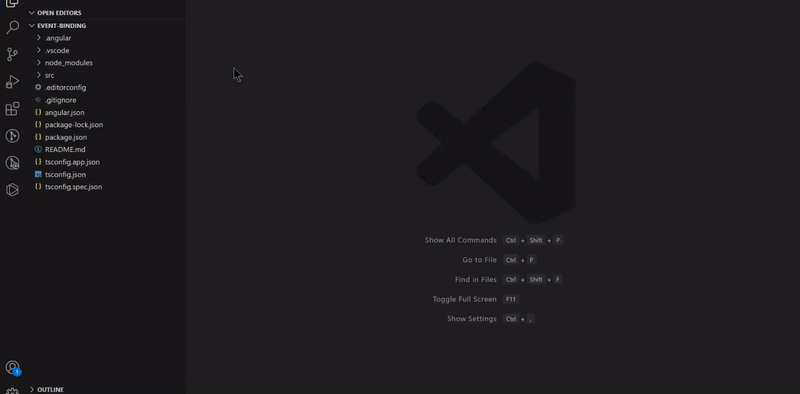 OPEN EDITORS
EVENT-BINDING
.angular
.vscode
node_modules
src
.editorconfig
.gitignore
{} angular.json
{} package-lock.json
{} package.json
README.md
{} tsconfig.app.json
tsconfig.json
{} tsconfig.spec.json
Show All Commands Ctrl + Shift + P
Go to File Ctrl + P
Find in Files Ctrl + Shift + F
Toggle Full Screen F11
Show Settings Ctrl + ,
1
OUTLINE